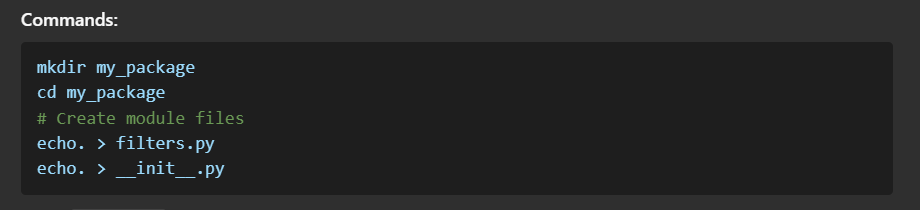 Commands:
mkdir my_package
cd my_package
# Create module files
echo. > filters.py
echo. > __init__.py